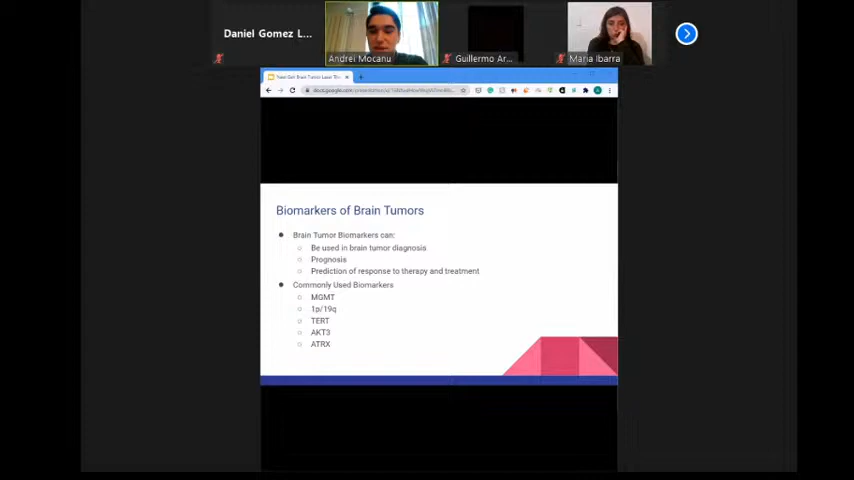 Daniel Gomez L...
Andrei Mocanu
Guillermo Ar...
Maria Ibarra
Biomarkers of Brain Tumors
Brain Tumor Biomarkers can:
Be used in brain tumor diagnosis
Prognosis
Prediction of response to therapy and treatment
Commonly Used Biomarkers
MGMT
1p/19q
TERT
AKT3
ATRX